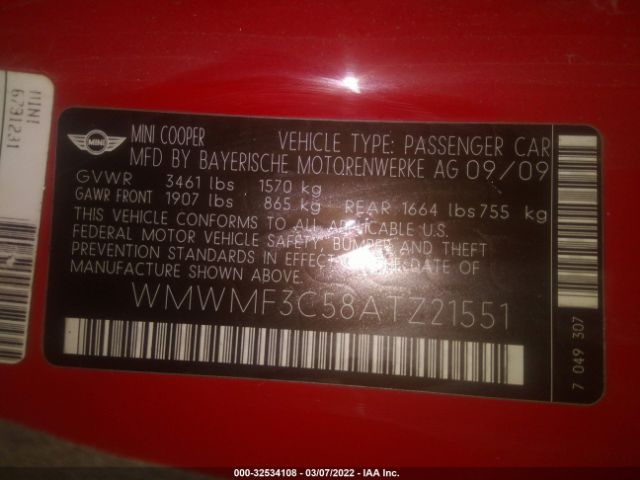 MINI
6791231
MINI
MINI COOPER
VEHICLE TYPE: PASSENGER CAR
MFD BY BAYERISCHE MOTORENWERKE AG 09/09
GVWR 3461 lbs 1570 kg
GAWR FRONT 1907 lbs 865 kg REAR 1664 lbs 755 kg
THIS VEHICLE CONFORMS TO ALL APPLICABLE U.S.
FEDERAL MOTOR VEHICLE SAFETY, BUMPER AND THEFT
PREVENTION STANDARDS IN EFFECT ON THE DATE OF
MANUFACTURE SHOWN ABOVE.
WMWMF3C58ATZ21551
7 049 307
000-32534108 - 03/07/2022 - IAA Inc.